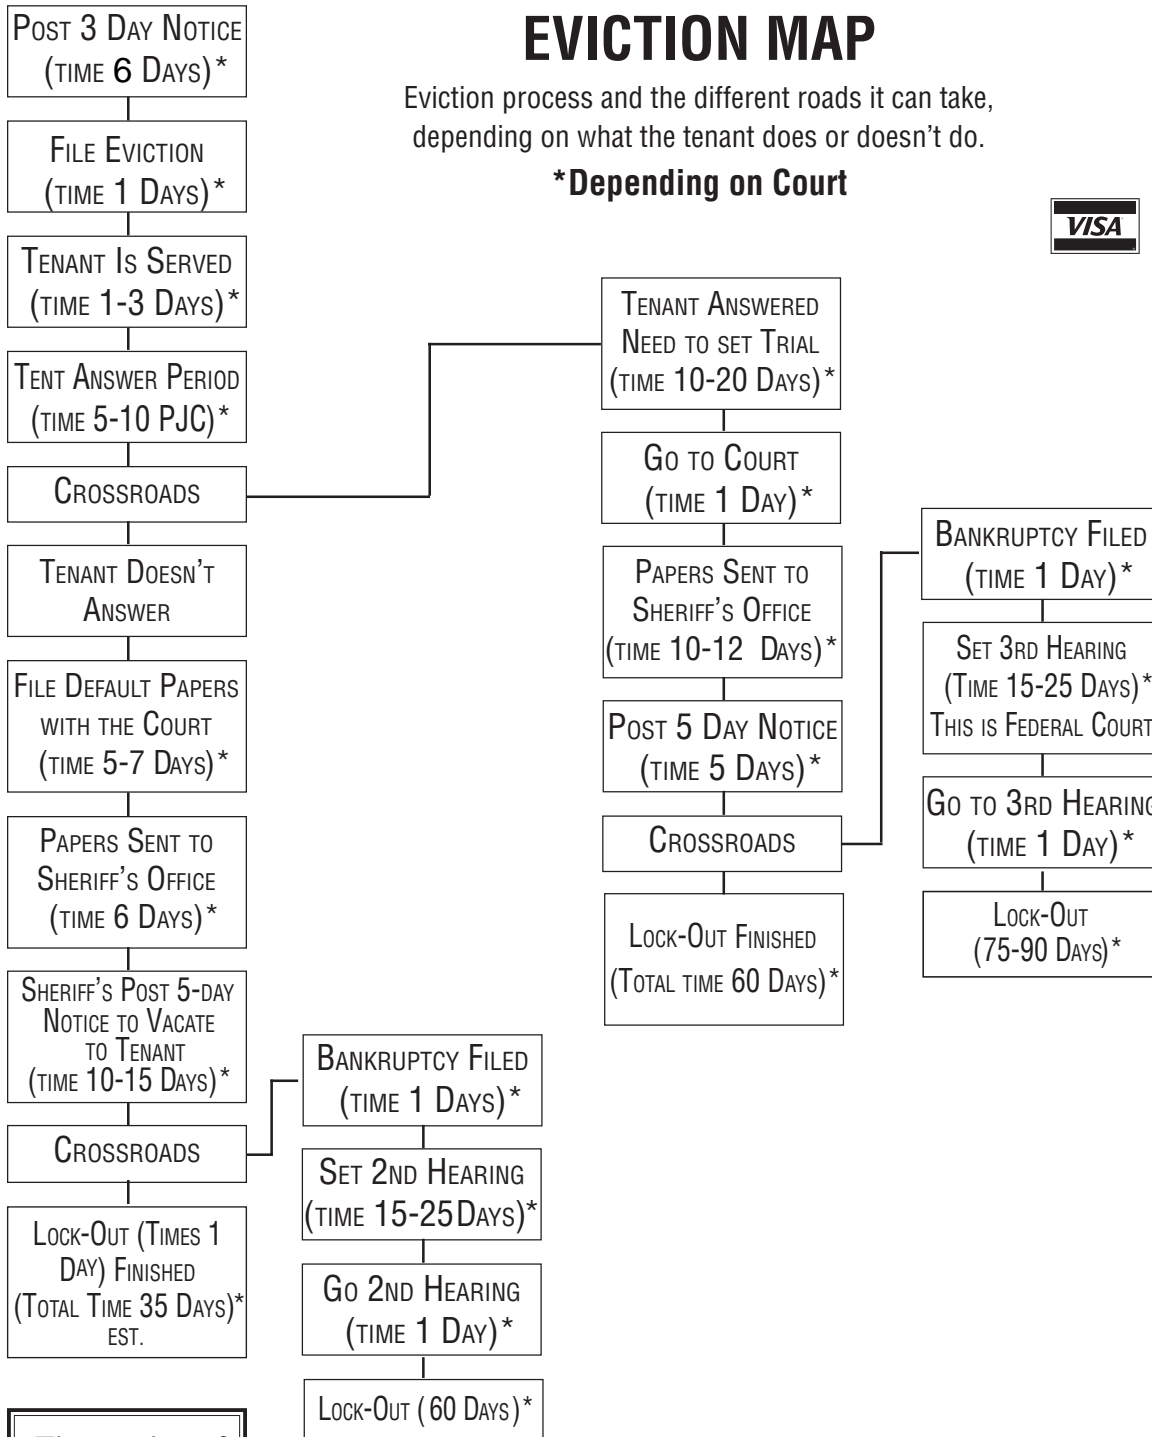 EVICTION MAP
Eviction process and the different roads it can take,
depending on what the tenant does or doesn't do.
*Depending on Court
VISA
Post 3 Day Notice
(time 6 Days)*
File Eviction
(time 1 Days)*
Tenant Is Served
(time 1-3 Days)*
Tent Answer Period
(time 5-10 PJC)*
Crossroads
Tenant Doesn't
Answer
File Default Papers
with the Court
(time 5-7 Days)*
Papers Sent to
Sheriff's Office
(time 6 Days)*
Sheriff's Post 5-day
Notice to Vacate
to Tenant
(time 10-15 Days)*
Crossroads
Lock-Out (Times 1
Day) Finished
(Total Time 35 Days)*
est.
Bankruptcy Filed
(time 1 Days)*
Set 2nd Hearing
(time 15-25 Days)*
Go 2nd Hearing
(time 1 Day)*
Lock-Out (60 Days)*
Tenant Answered
Need to set Trial
(time 10-20 Days)*
Go to Court
(time 1 Day)*
Papers Sent to
Sheriff's Office
(time 10-12 Days)*
Post 5 Day Notice
(time 5 Days)*
Crossroads
Lock-Out Finished
(Total time 60 Days)*
Bankruptcy Filed
(time 1 Day)*
Set 3rd Hearing
(Time 15-25 Days)*
This is Federal Court
Go to 3rd Hearing
(time 1 Day)*
Lock-Out
(75-90 Days)*